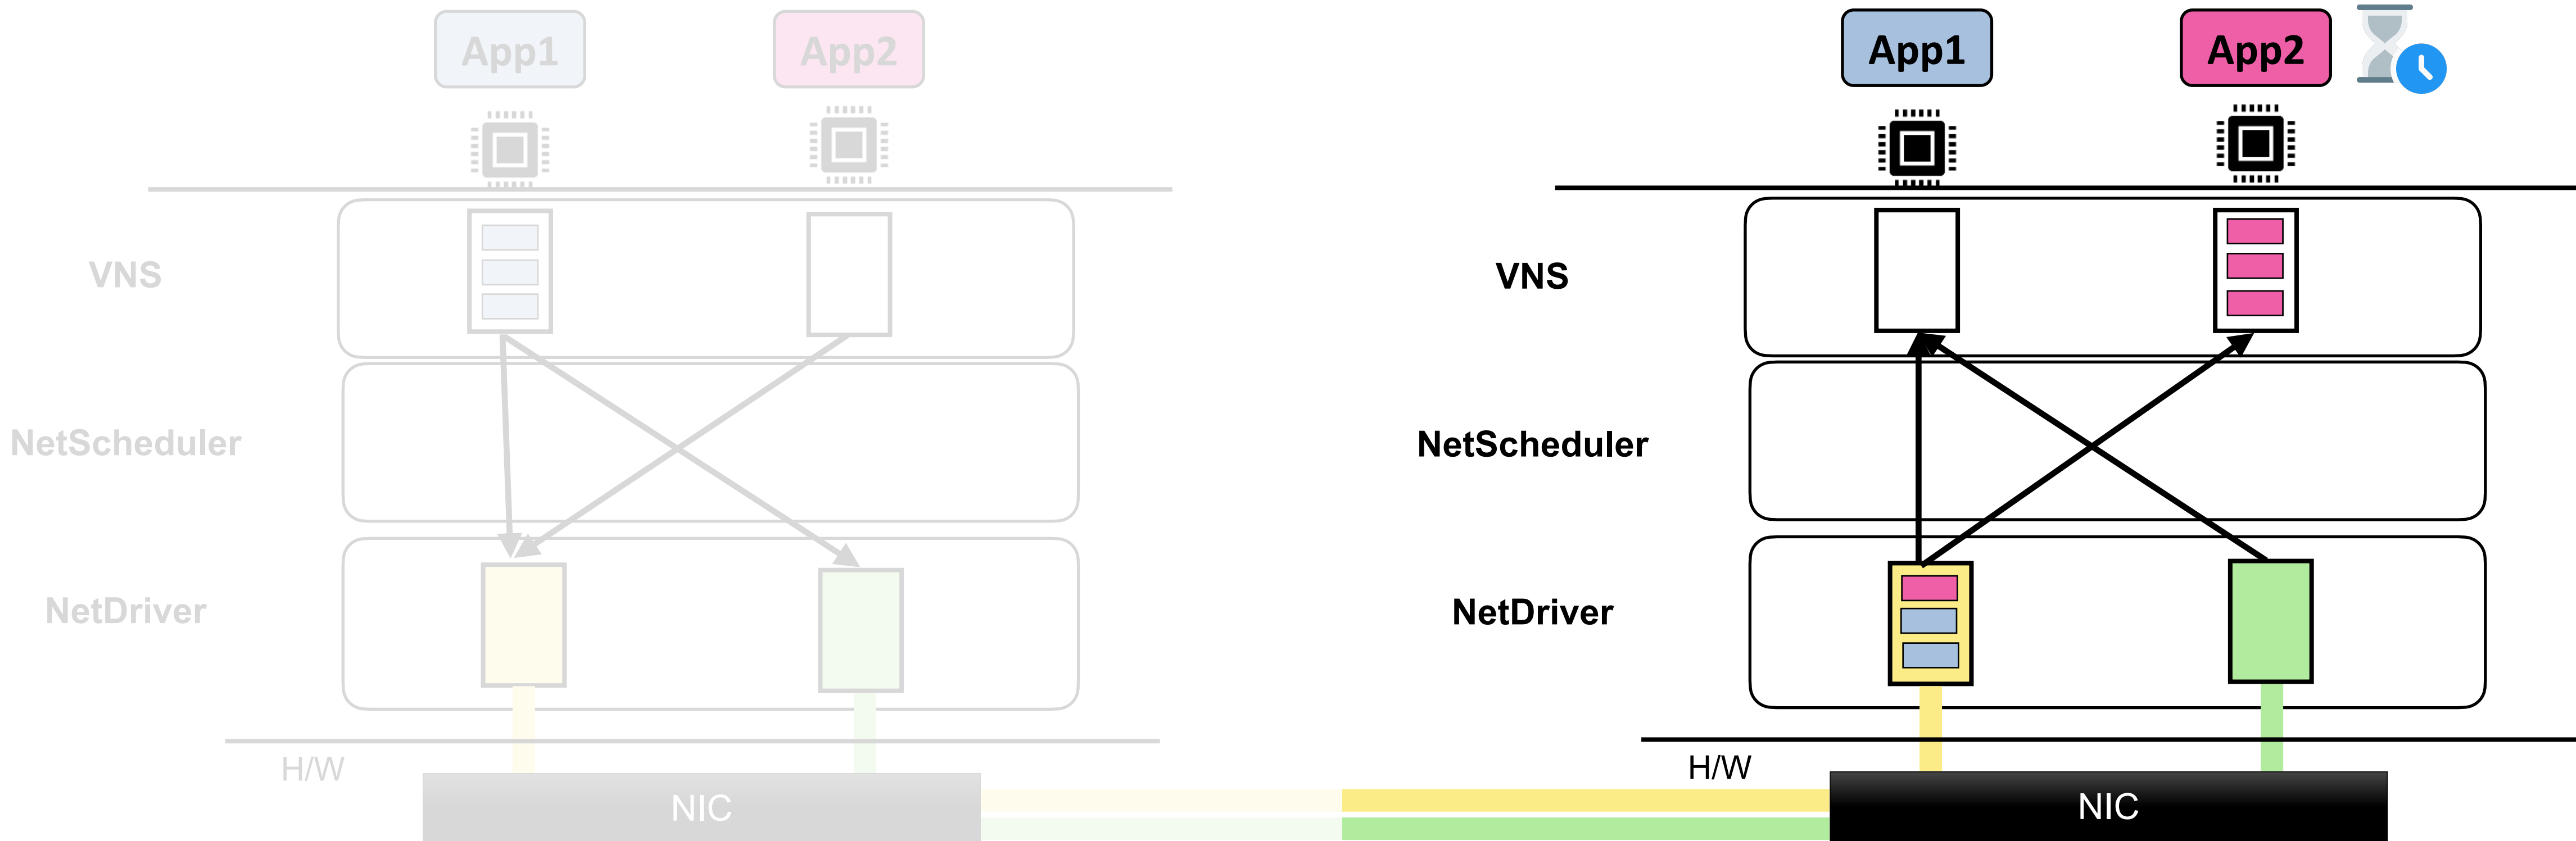 App1
App2
VNS
NetScheduler
NetDriver
H/W
NIC
App1
App2
VNS
NetScheduler
NetDriver
H/W
NIC